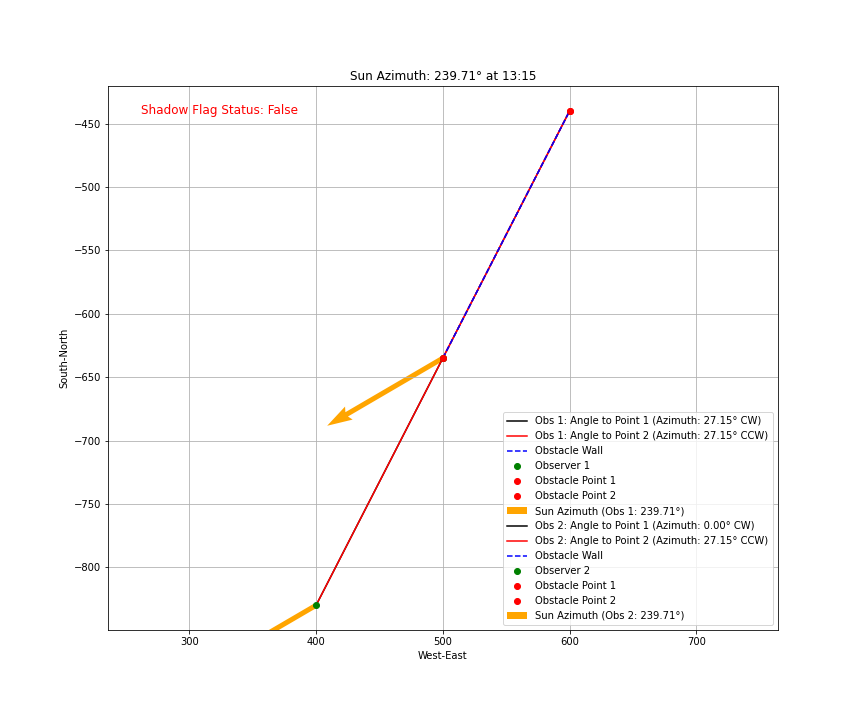 Sun Azimuth: 239.71° at 13:15
Shadow Flag Status: False
−450
−500
−550
−600
−650
−700
−750
−800
South-North
Obs 1: Angle to Point 1 (Azimuth: 27.15° CW)
Obs 1: Angle to Point 2 (Azimuth: 27.15° CCW)
Obstacle Wall
Observer 1
Obstacle Point 1
Obstacle Point 2
Sun Azimuth (Obs 1: 239.71°)
Obs 2: Angle to Point 1 (Azimuth: 0.00° CW)
Obs 2: Angle to Point 2 (Azimuth: 27.15° CCW)
Obstacle Wall
Observer 2
Obstacle Point 1
Obstacle Point 2
Sun Azimuth (Obs 2: 239.71°)
300 400 500 600 700
West-East